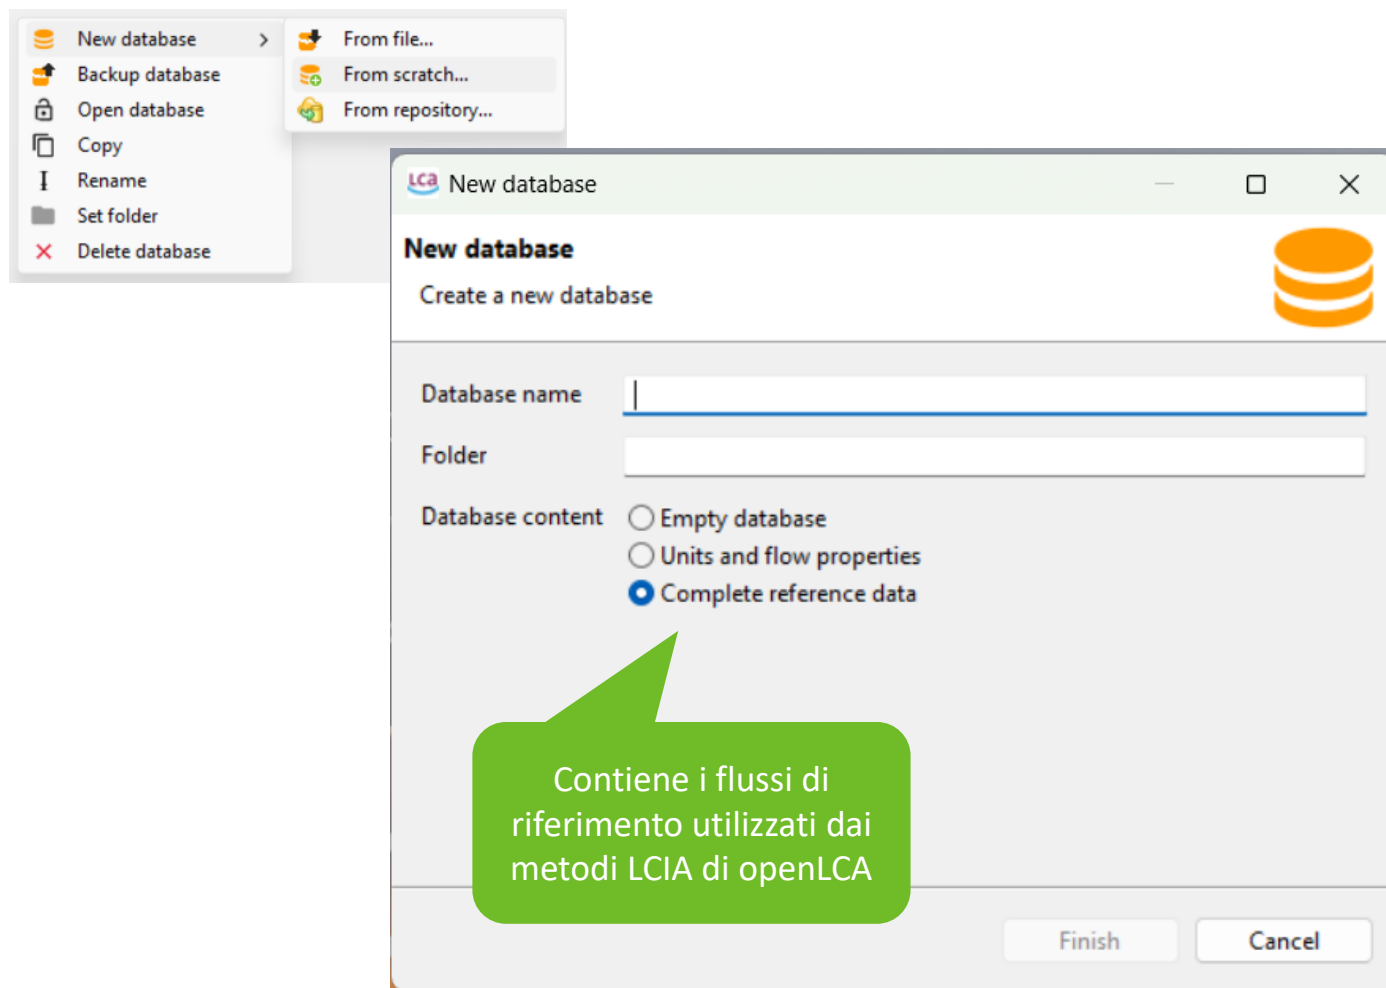 New database
From file...
Backup database
From scratch...
Open database
From repository...
Copy
Rename
Set folder
Delete database
LCa New database
New database
Create a new database
Database name
Folder
Database content
Empty database
Units and flow properties
Complete reference data
Contiene i flussi di
riferimento utilizzati dai
metodi LCIA di openLCA
Finish
Cancel